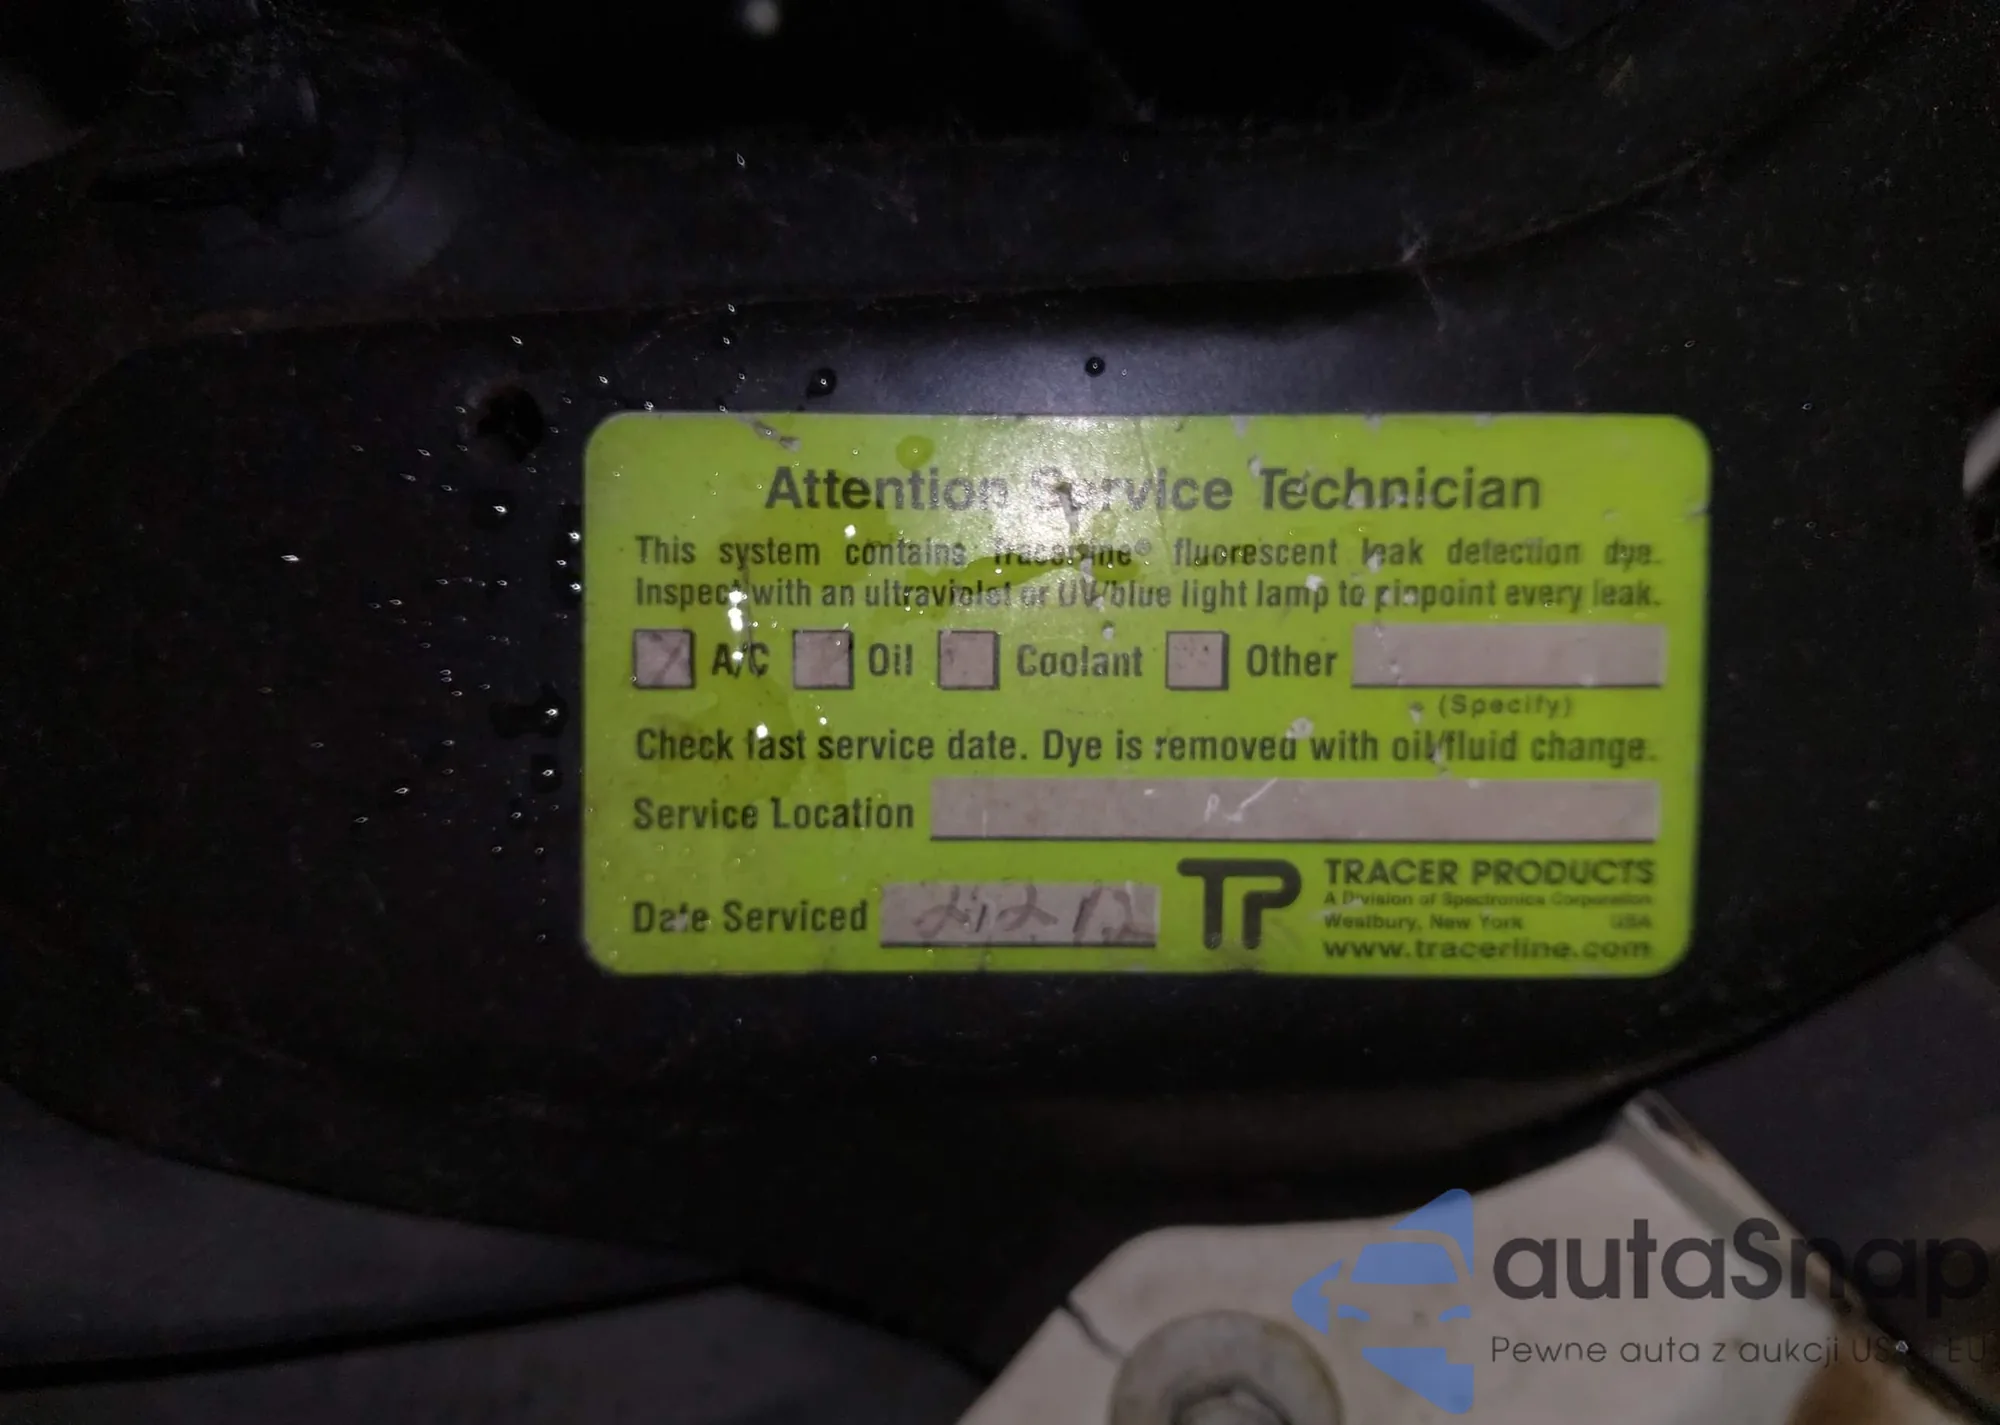 Attention Service Technician
This system contains Tracerline® fluorescent leak detection dye.
Inspect with an ultraviolet or UV/blue light lamp to pinpoint every leak.
A/C Oil Coolant Other
(Specify)
Check last service date. Dye is removed with oil/fluid change.
Service Location
Date Serviced
TP
TRACER PRODUCTS
A Division of Spectronics Corporation
Westbury, New York USA
www.tracerline.com
autaSnap
Pewne auta z aukcji USA i EU